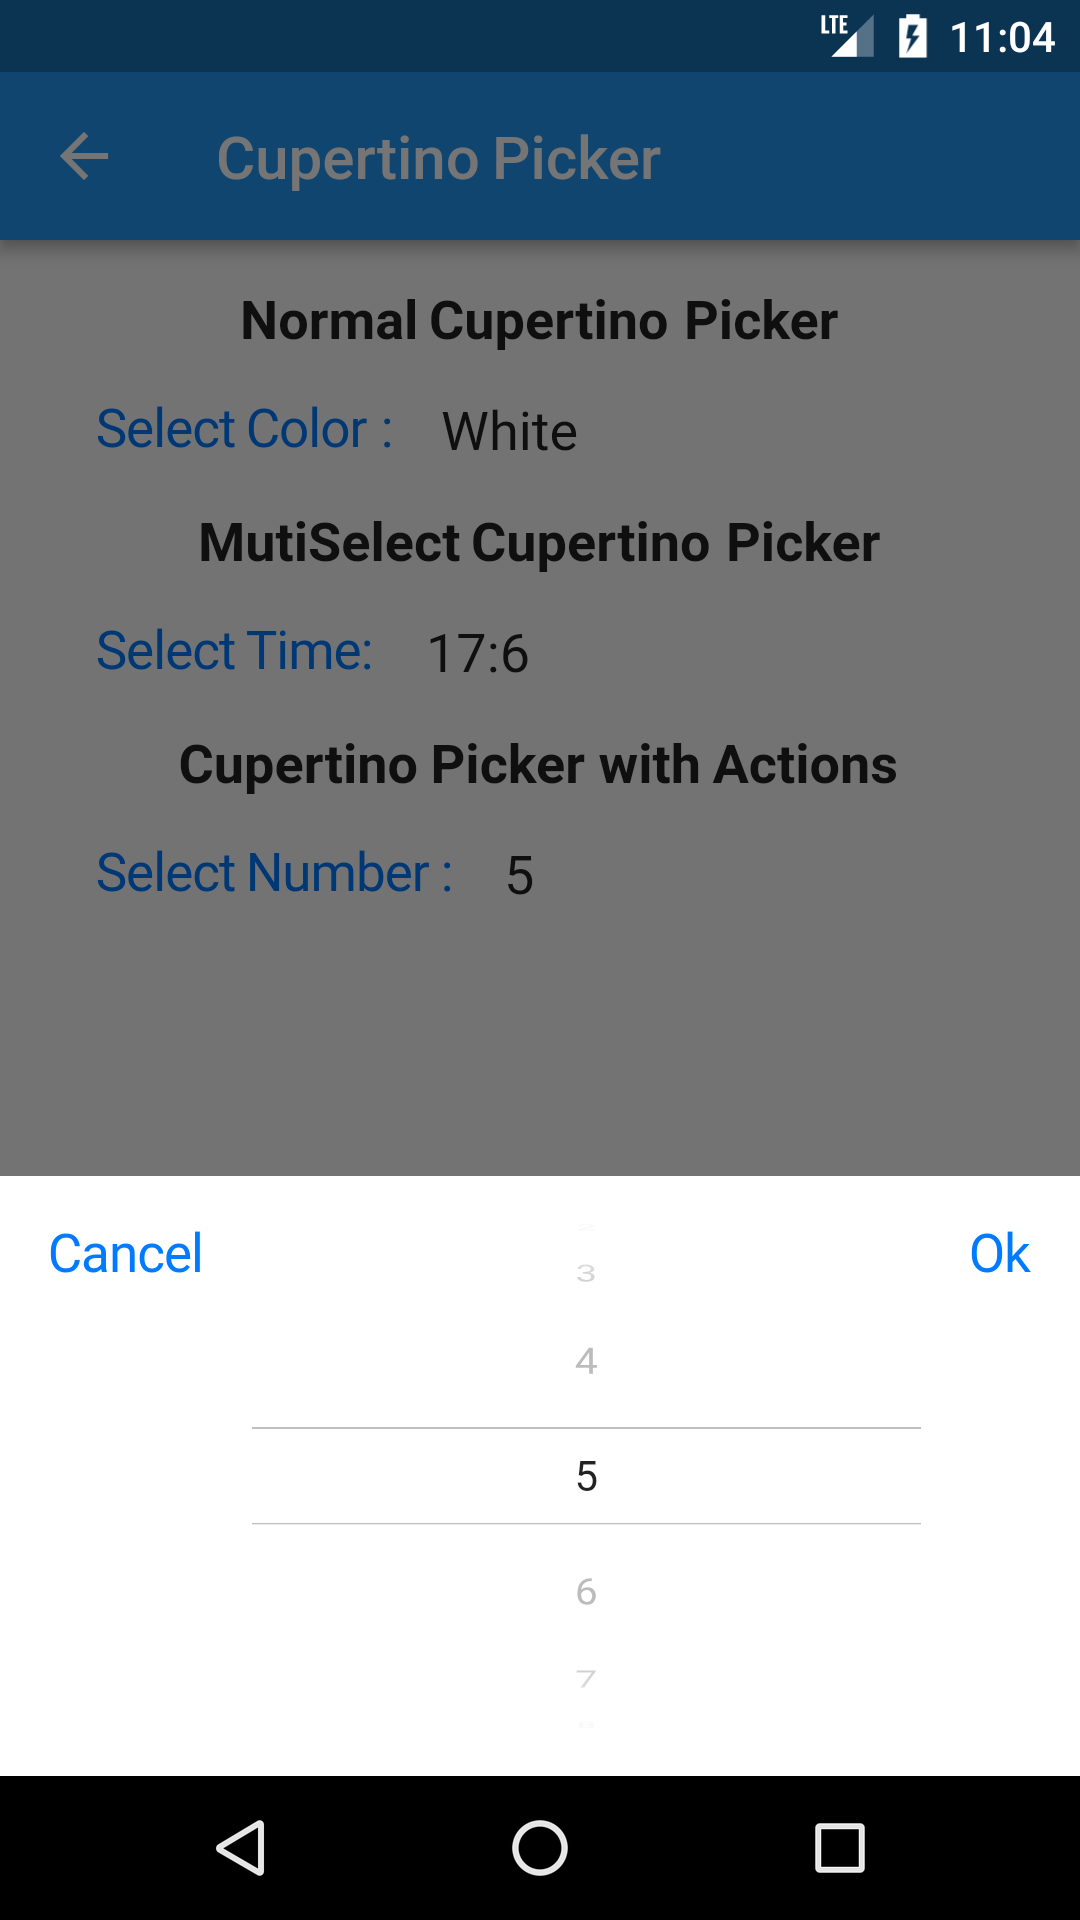 LTE 11:04
Cupertino Picker
Normal Cupertino Picker
Select Color : White
MutiSelect Cupertino Picker
Select Time: 17:6
Cupertino Picker with Actions
Select Number : 5
Cancel Ok
3
4
5
6
7